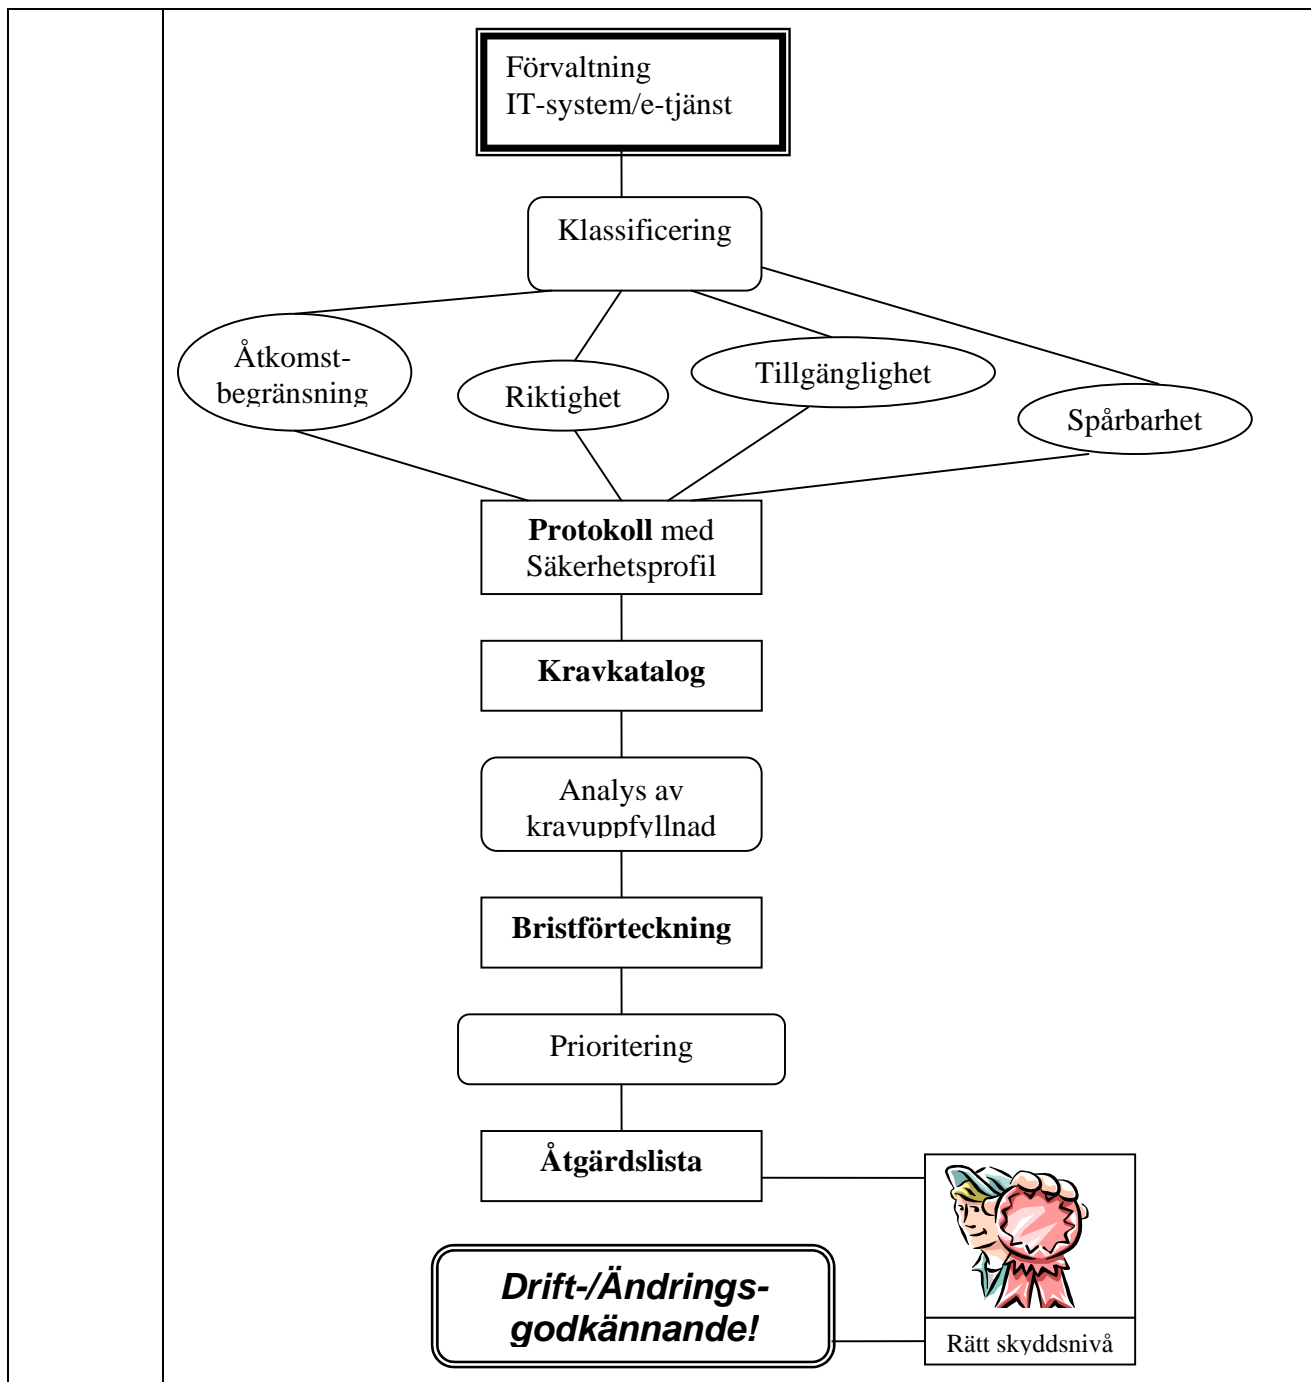 Förvaltning
IT-system/e-tjänst
Klassificering
Åtkomst-
begränsning
Riktighet
Tillgänglighet
Spårbarhet
Protokoll med
Säkerhetsprofil
Kravkatalog
Analys av
kravuppfyllnad
Bristförteckning
Prioritering
Åtgärdslista
Drift-/Ändrings-
godkännande!
Rätt skyddsnivå